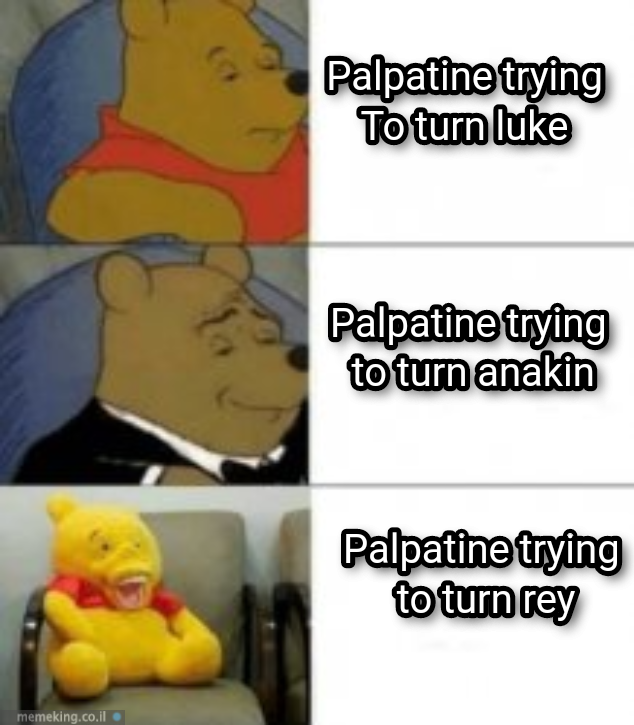 Palpatine trying
To turn luke
Palpatine trying
to turn anakin
Palpatine trying
to turn rey
memeking.co.il